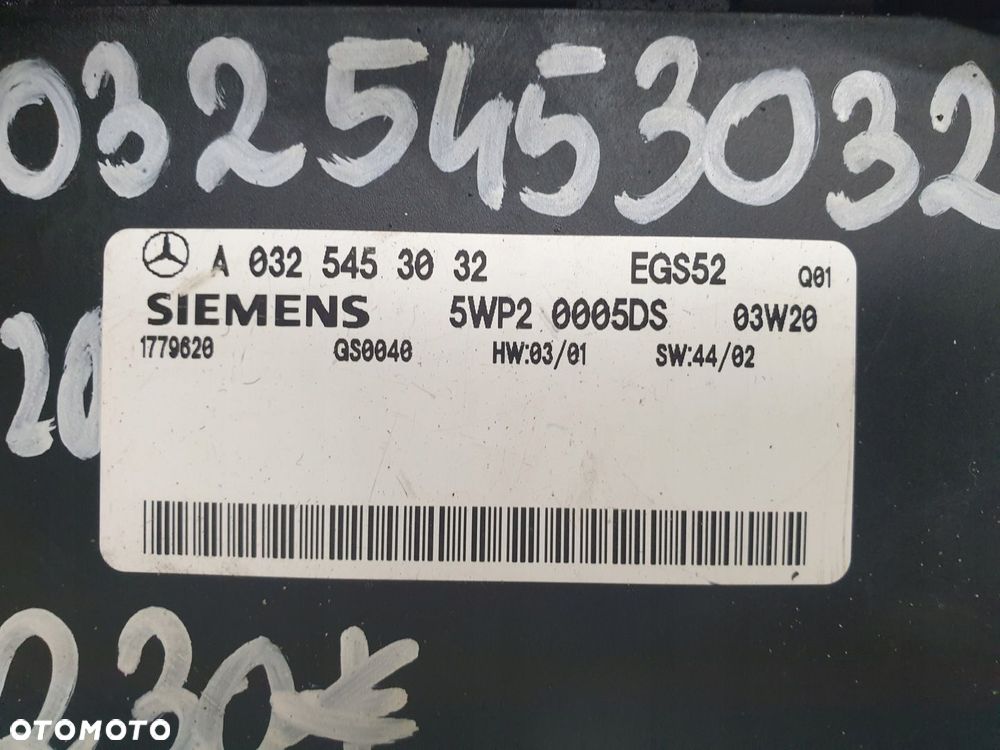 0325453032
A 032 545 30 32 EGS52 Q01
SIEMENS 5WP2 0005DS 03W20
1779620 GS0040 HW:03/01 SW:44/02
20
230*
OTOMOTO